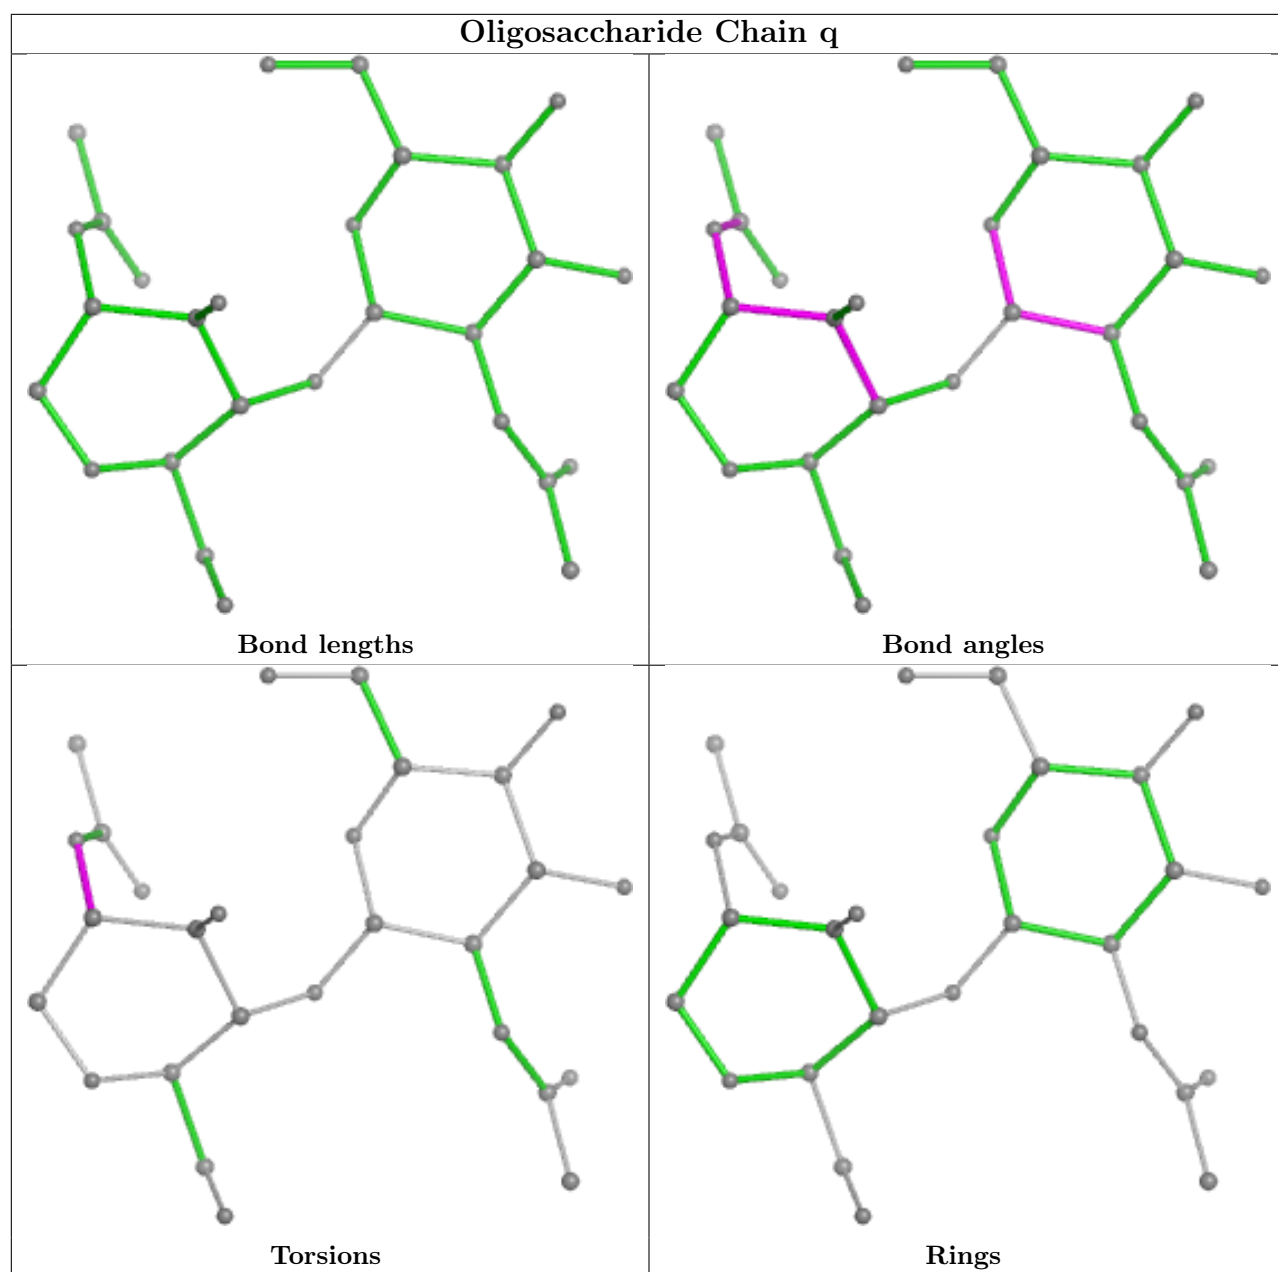 Oligosaccharide Chain q
Bond lengths
Bond angles
Torsions
Rings